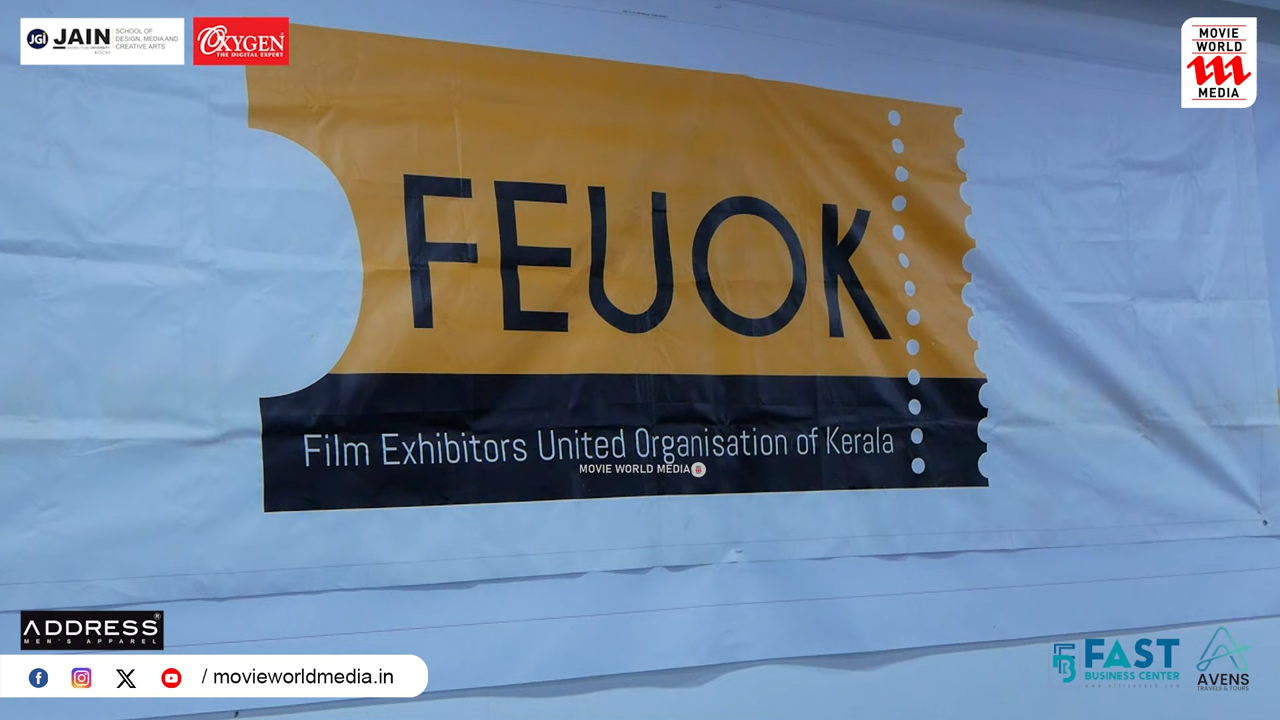 JGI JAIN SCHOOL OF
DESIGN, MEDIA AND
CREATIVE ARTS
KOCHI
OXYGEN
THE DIGITAL EXPERT
MOVIE
WORLD
m
MEDIA
FEUOK
Film Exhibitors United Organisation of Kerala
MOVIE WORLD MEDIA
ADDRESS®
MEN'S APPAREL
/ movieworldmedia.in
FAST
BUSINESS CENTER
AVENS
TRAVELS & TOURS